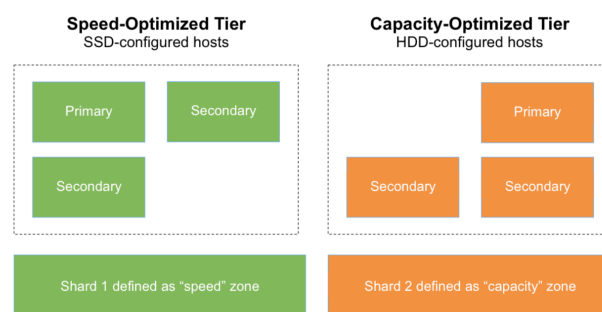 Speed-Optimized Tier
SSD-configured hosts
Primary
Secondary
Secondary
Shard 1 defined as “speed” zone
Capacity-Optimized Tier
HDD-configured hosts
Primary
Secondary
Secondary
Shard 2 defined as “capacity” zone